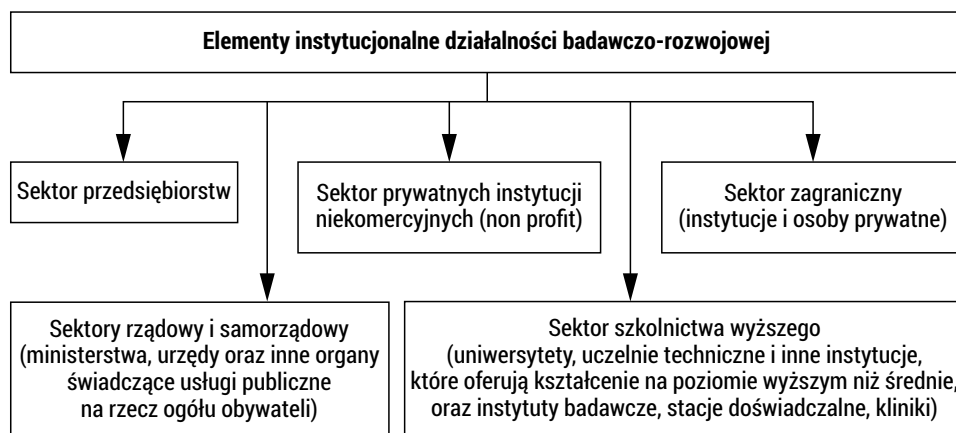 Elementy instytucjonalne działalności badawczo-rozwojowej
Sektor przedsiębiorstw
Sektor prywatnych instytucji
niekomercyjnych (non profit)
Sektor zagraniczny
(instytucje i osoby prywatne)
Sektory rządowy i samorządowy
(ministerstwa, urzędy oraz inne organy
świadczące usługi publiczne
na rzecz ogółu obywateli)
Sektor szkolnictwa wyższego
(uniwersytety, uczelnie techniczne i inne instytucje,
które oferują kształcenie na poziomie wyższym niż średnie,
oraz instytuty badawcze, stacje doświadczalne, kliniki)